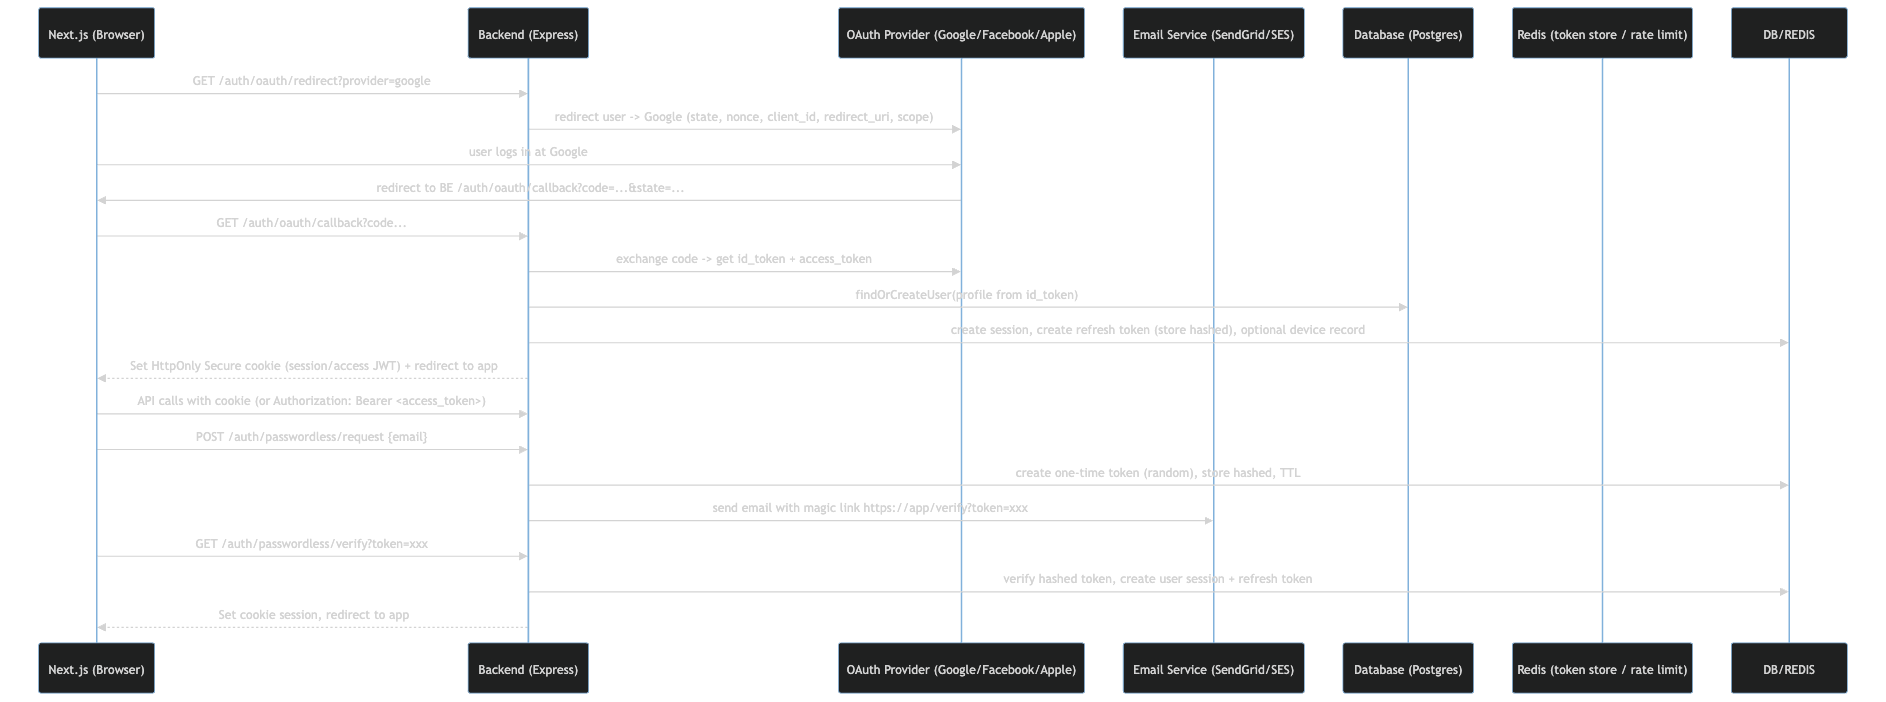 Next.js (Browser)
Backend (Express)
OAuth Provider (Google/Facebook/Apple)
Email Service (SendGrid/SES)
Database (Postgres)
Redis (token store / rate limit)
DB/REDIS
GET /auth/oauth/redirect?provider=google
redirect user -> Google (state, nonce, client_id, redirect_uri, scope)
user logs in at Google
redirect to BE /auth/oauth/callback?code=...&state=...
GET /auth/oauth/callback?code...
exchange code -> get id_token + access_token
findOrCreateUser(profile from id_token)
create session, create refresh token (store hashed), optional device record
Set HttpOnly Secure cookie (session/access JWT) + redirect to app
API calls with cookie (or Authorization: Bearer <access_token>)
POST /auth/passwordless/request {email}
create one-time token (random), store hashed, TTL
send email with magic link https://app/verify?token=xxx
GET /auth/passwordless/verify?token=xxx
verify hashed token, create user session + refresh token
Set cookie session, redirect to app
Next.js (Browser)
Backend (Express)
OAuth Provider (Google/Facebook/Apple)
Email Service (SendGrid/SES)
Database (Postgres)
Redis (token store / rate limit)
DB/REDIS